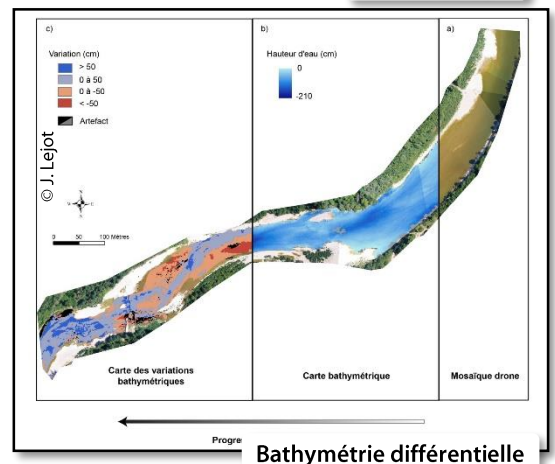 c)
b)
a)
Variation (cm)
> 50
0 à 50
0 à -50
< -50
Artefact
Hauteur d'eau (cm)
0
-210
© J. Lejot
0 50 100 Mètres
Carte des variations
bathymétriques
Carte bathymétrique
Mosaïque drone
Bathymétrie différentielle